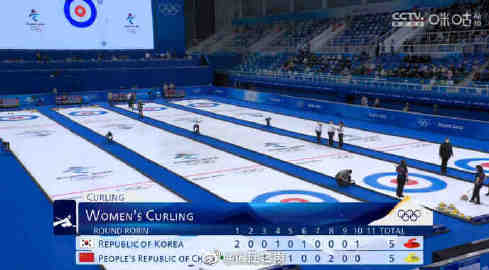 CCTV 咪咕
CURLING
WOMEN'S CURLING
ROUND ROBIN 1 2 3 4 5 6 7 8 9 10 11 TOTAL
REPUBLIC OF KOREA 2 0 0 1 0 1 0 0 0 1 5
PEOPLE'S REPUBLIC OF 1 0 0 2 0 0 5